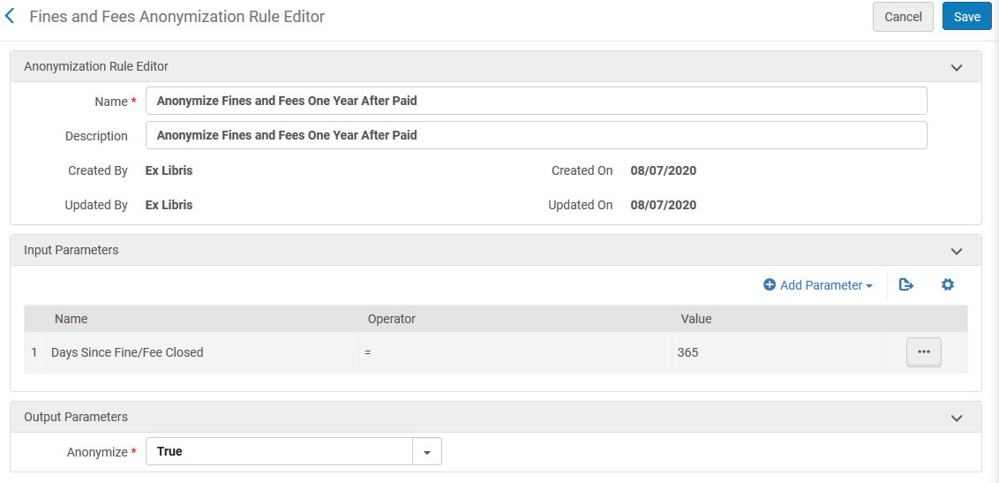 Fines and Fees Anonymization Rule Editor
Cancel
Save
Anonymization Rule Editor
Name *
Anonymize Fines and Fees One Year After Paid
Description
Anonymize Fines and Fees One Year After Paid
Created By Ex Libris Created On 08/07/2020
Updated By Ex Libris Updated On 08/07/2020
Input Parameters
Add Parameter
Name Operator Value
1 Days Since Fine/Fee Closed = 365
Output Parameters
Anonymize * True